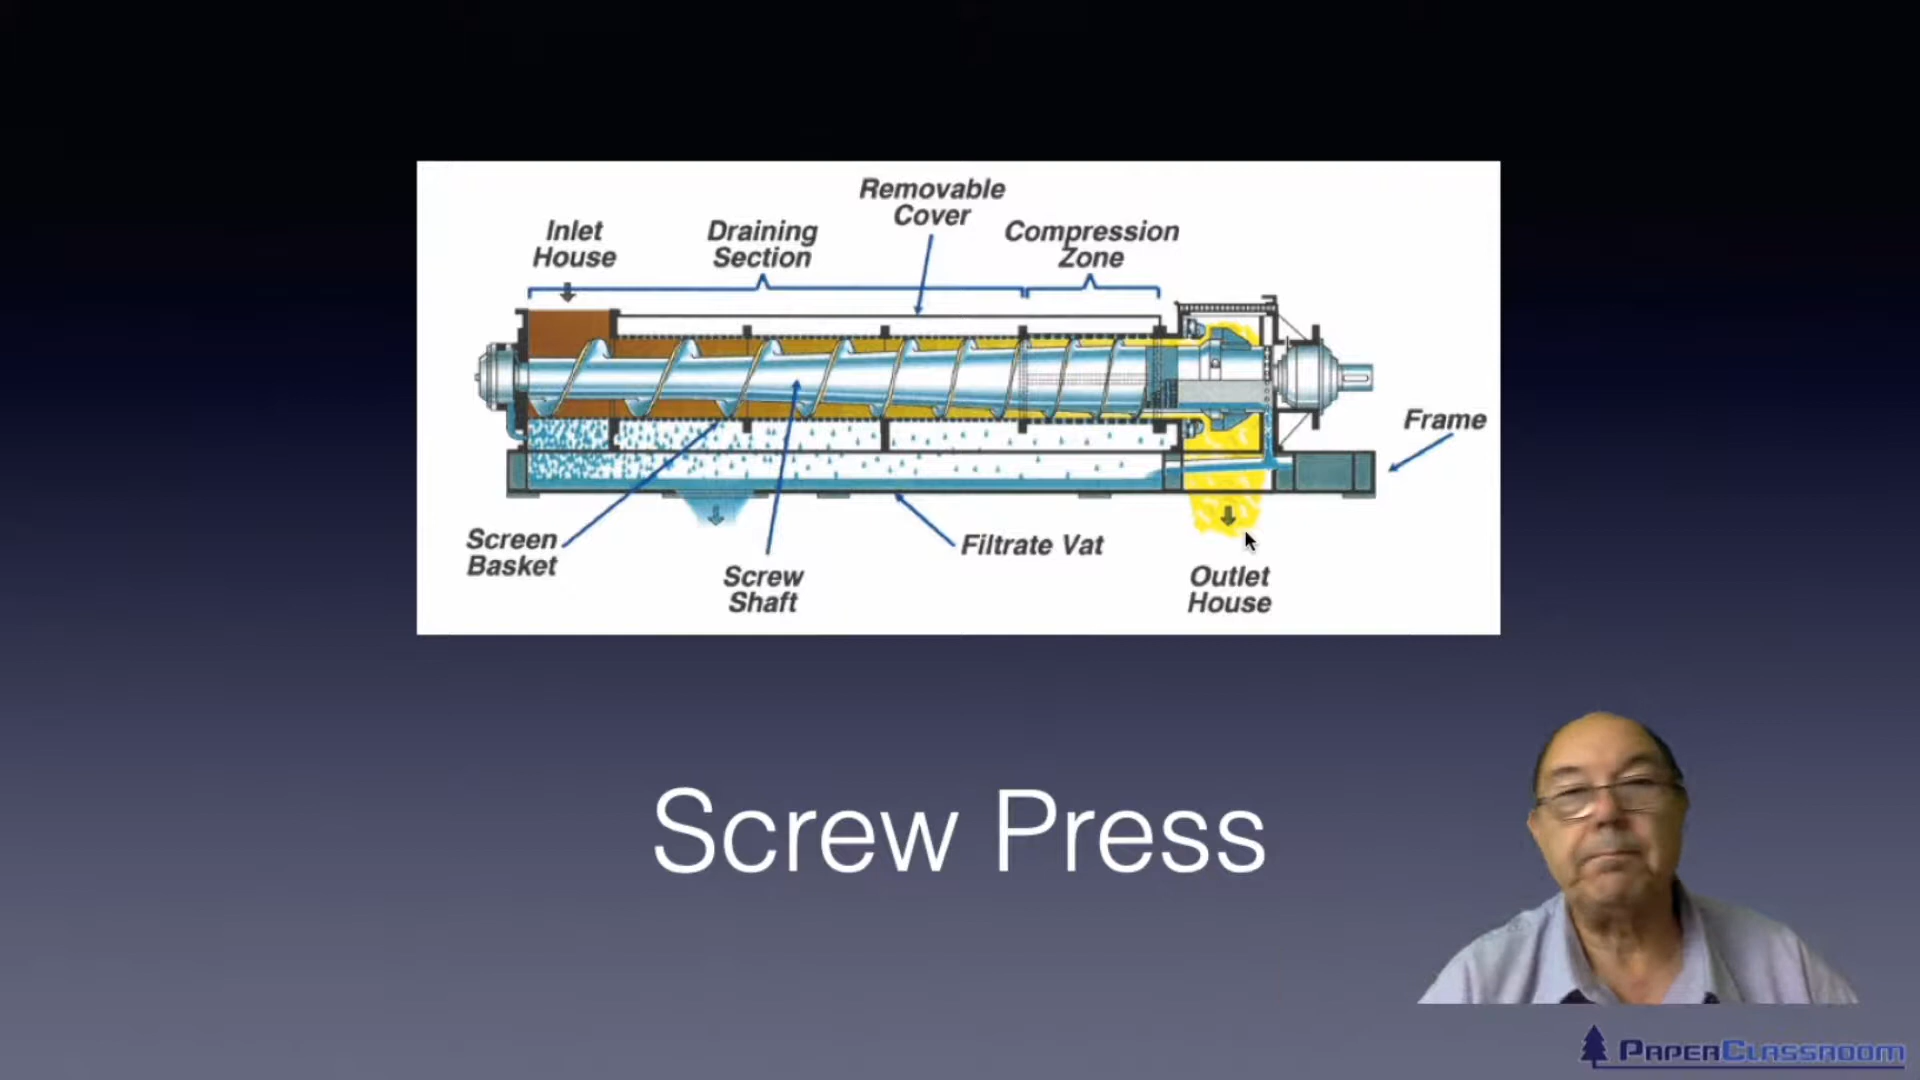 Removable
Cover
Inlet
House
Draining
Section
Compression
Zone
Frame
Screen
Basket
Filtrate Vat
Screw
Shaft
Outlet
House
Screw Press
PAPERCLASSROOM